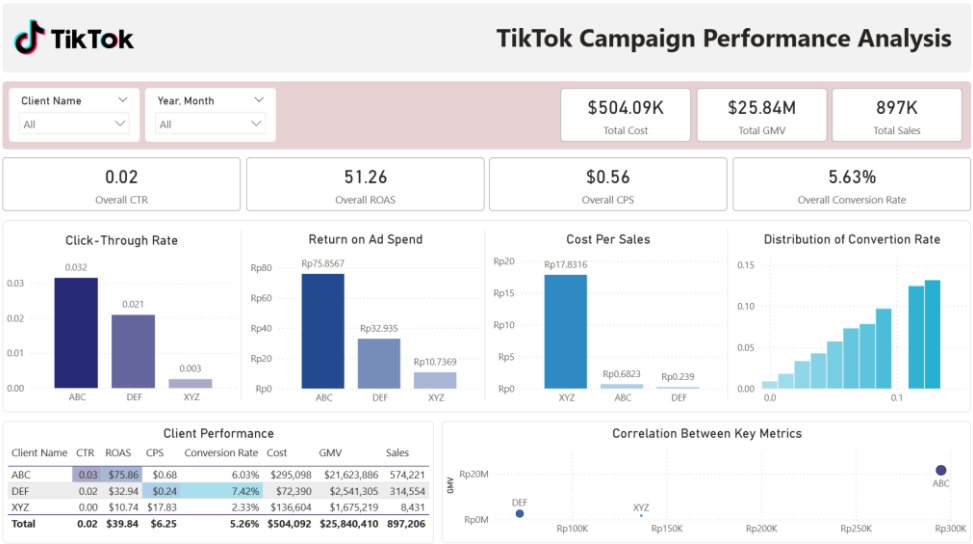 TikTok
TikTok Campaign Performance Analysis
Client Name
All
Year, Month
All
$504.09K
Total Cost
$25.84M
Total GMV
897K
Total Sales
0.02
Overall CTR
51.26
Overall ROAS
$0.56
Overall CPS
5.63%
Overall Conversion Rate
Click-Through Rate
0.03
0.02
0.01
0.00
0.032
0.021
0.003
ABC DEF XYZ
Return on Ad Spend
Rp80
Rp60
Rp40
Rp20
Rp0
Rp75.8567
Rp32.935
Rp10.7369
ABC DEF XYZ
Cost Per Sales
Rp20
Rp15
Rp10
Rp5
Rp0
Rp17.8316
Rp0.6823
Rp0.239
XYZ ABC DEF
Distribution of Convertion Rate
0.15
0.10
0.05
0.00
0.0 0.1
Client Performance
Client Name CTR ROAS CPS Conversion Rate Cost GMV Sales
ABC 0.03 $75.86 $0.68 6.03% $295,098 $21,623,886 574,221
DEF 0.02 $32.94 $0.24 7.42% $72,390 $2,541,305 314,554
XYZ 0.00 $10.74 $17.83 2.33% $136,604 $1,675,219 8,431
Total 0.02 $39.84 $6.25 5.26% $504,092 $25,840,410 897,206
Correlation Between Key Metrics
GMV
Rp20M
Rp0M
DEF
XYZ
ABC
Rp100K Rp150K Rp200K Rp250K Rp300K